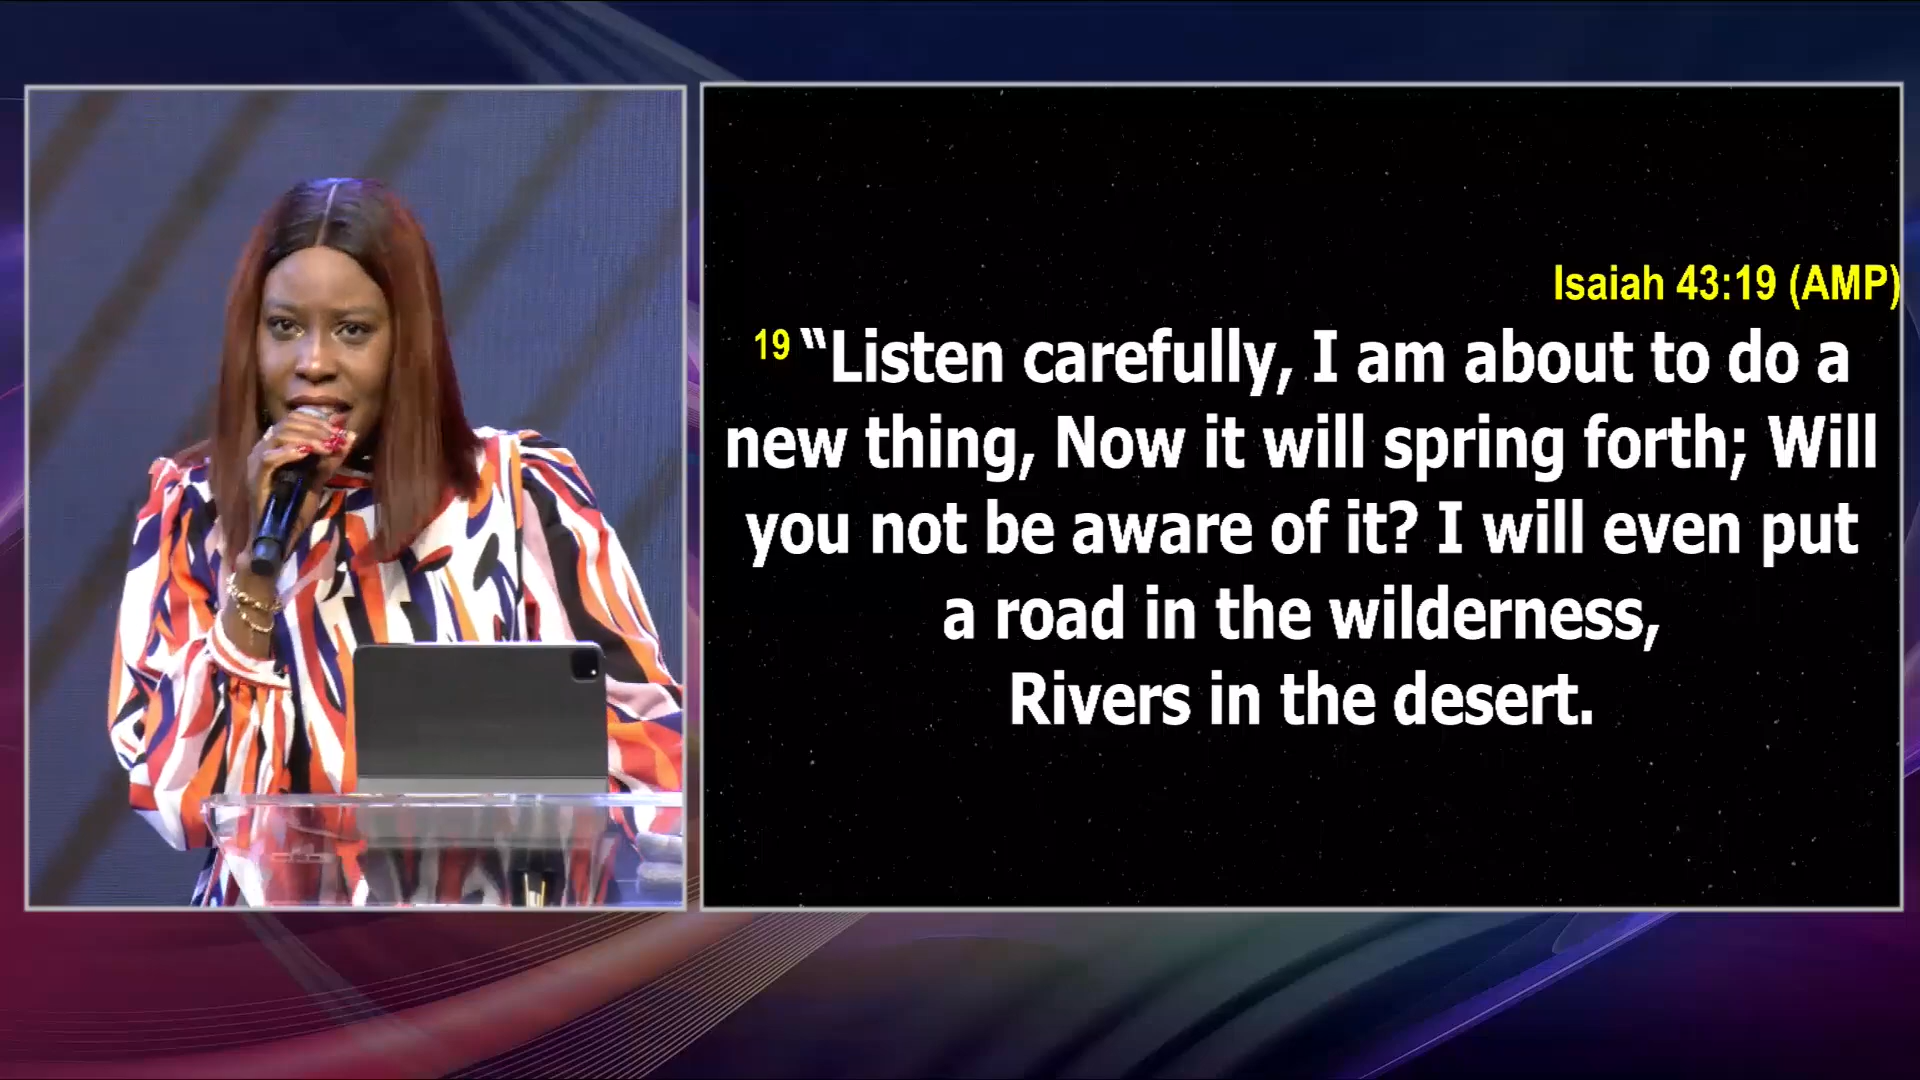 Isaiah 43:19 (AMP)
19 “Listen carefully, I am about to do a
new thing, Now it will spring forth; Will
you not be aware of it? I will even put
a road in the wilderness,
Rivers in the desert.